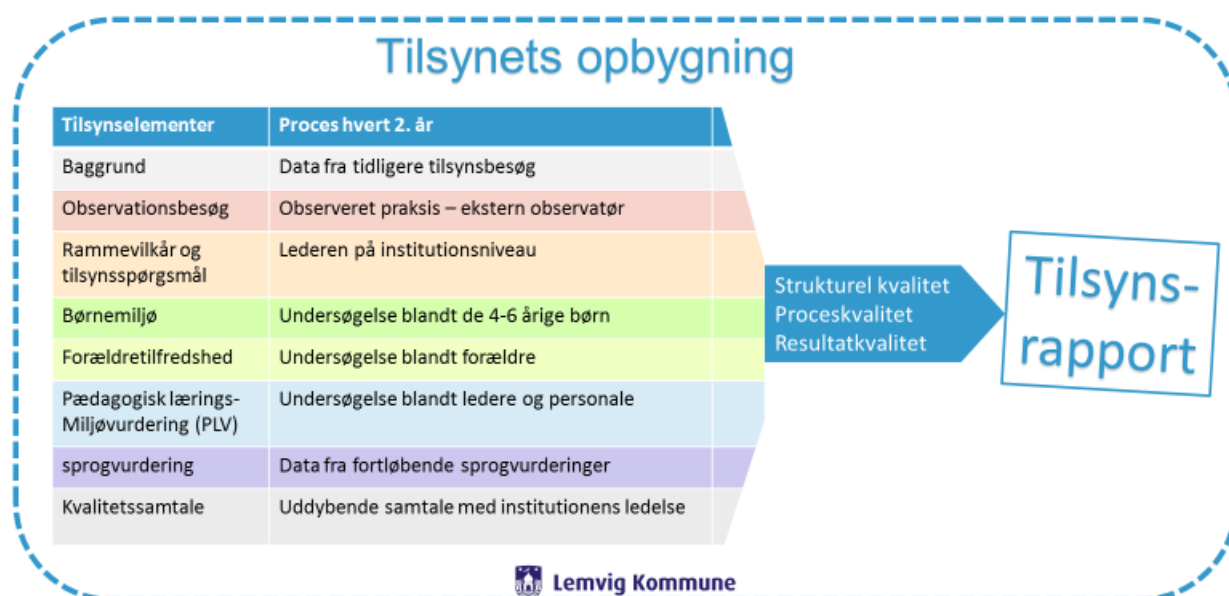 Tilsynets opbygning
Tilsynselementer Proces hvert 2. år
Baggrund Data fra tidligere tilsynsbesøg
Observationsbesøg Observeret praksis – ekstern observatør
Rammevilkår og Lederen på institutionsniveau
tilsynsspørgsmål
Børnemiljø Undersøgelse blandt de 4-6 årige børn
Forældretilfredshed Undersøgelse blandt forældre
Pædagogisk lærings- Undersøgelse blandt ledere og personale
Miljøvurdering (PLV)
sprogvurdering Data fra fortløbende sprogvurderinger
Kvalitetssamtale Uddybende samtale med institutionens ledelse
Strukturel kvalitet
Proceskvalitet
Resultatkvalitet
Tilsyns-
rapport
Lemvig Kommune